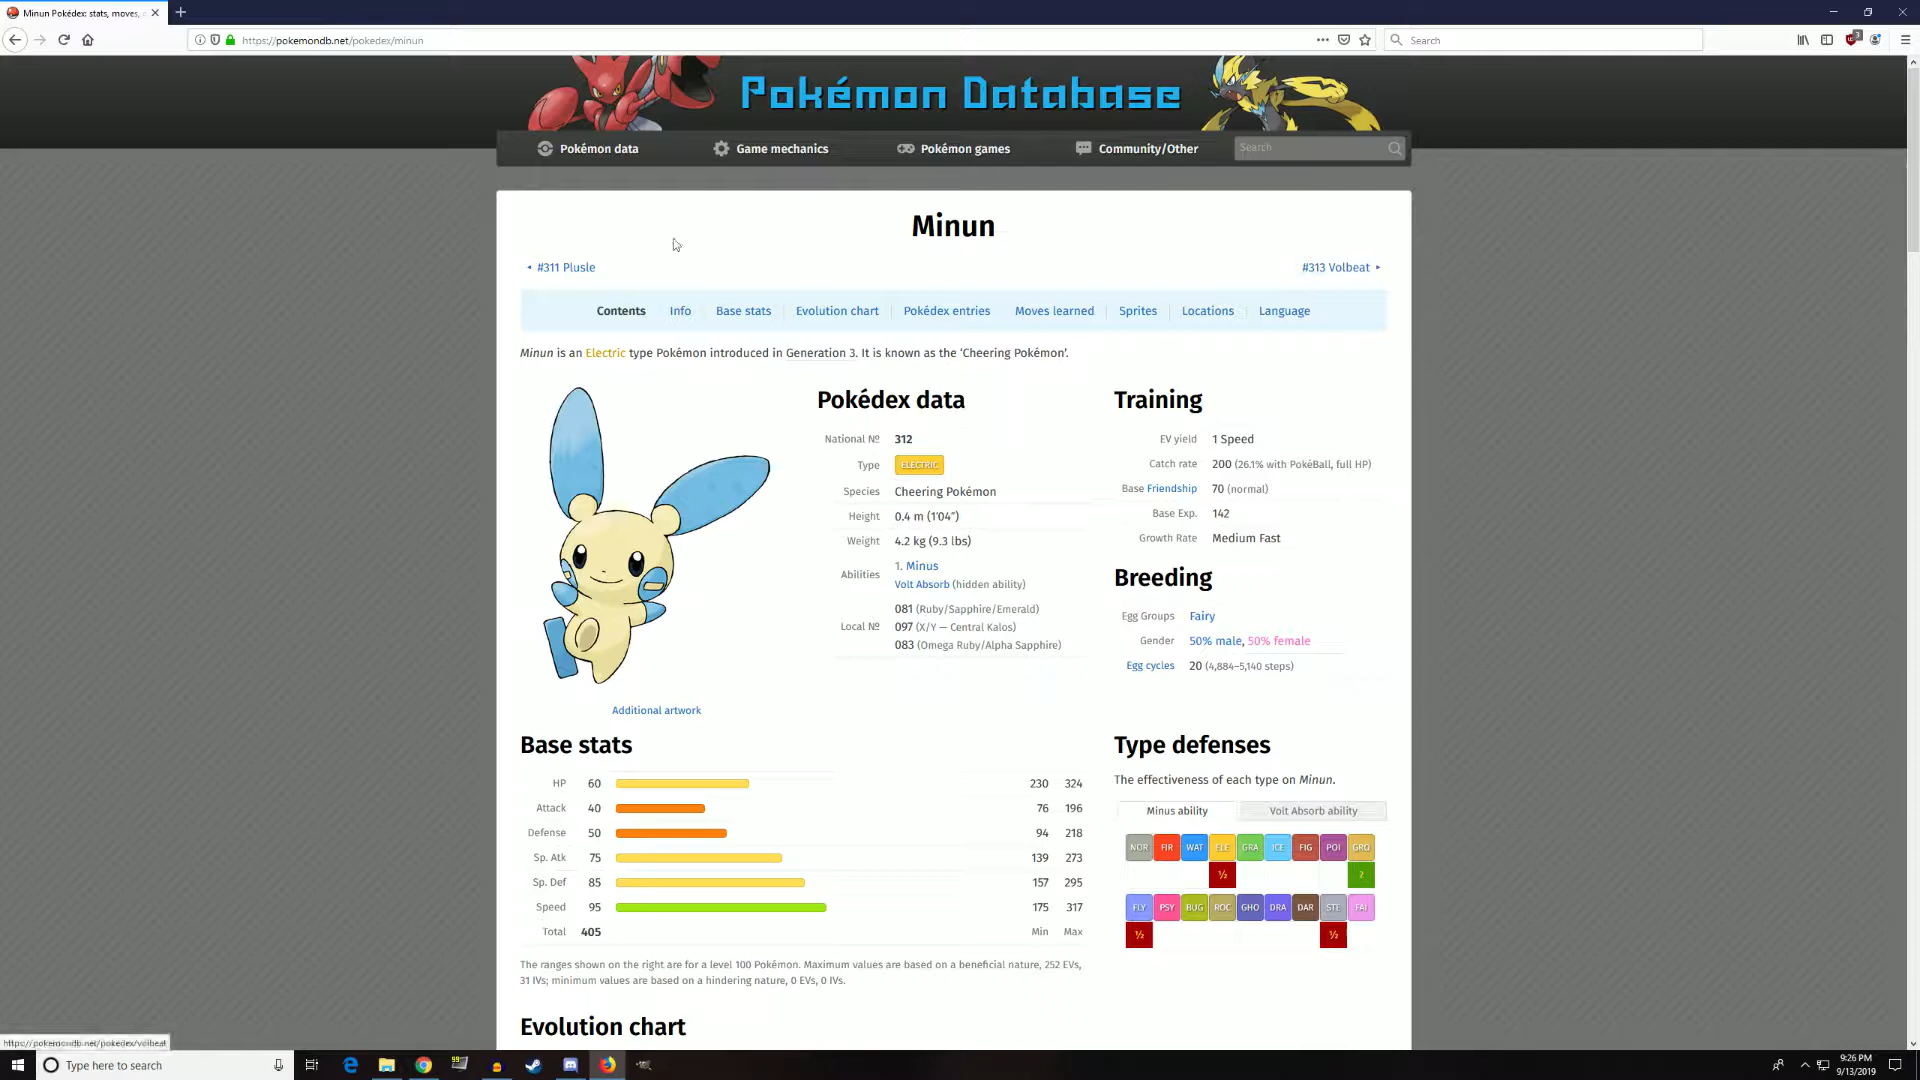 Minun Pokédex: stats, moves,
https://pokemondb.net/pokedex/minun
Search
Pokémon Database
Pokémon data
Game mechanics
Pokémon games
Community/Other
Search
Minun
#311 Plusle
#313 Volbeat
Contents Info Base stats Evolution chart Pokédex entries Moves learned Sprites Locations Language
Minun is an Electric type Pokémon introduced in Generation 3. It is known as the ‘Cheering Pokémon’.
Additional artwork
Pokédex data
National № 312
Type ELECTRIC
Species Cheering Pokémon
Height 0.4 m (1′04″)
Weight 4.2 kg (9.3 lbs)
Abilities 1. Minus
Volt Absorb (hidden ability)
Local № 081 (Ruby/Sapphire/Emerald)
097 (X/Y — Central Kalos)
083 (Omega Ruby/Alpha Sapphire)
Training
EV yield 1 Speed
Catch rate 200 (26.1% with PokéBall, full HP)
Base Friendship 70 (normal)
Base Exp. 142
Growth Rate Medium Fast
Breeding
Egg Groups Fairy
Gender 50% male, 50% female
Egg cycles 20 (4,884–5,140 steps)
Base stats
HP 60 230 324
Attack 40 76 196
Defense 50 94 218
Sp. Atk 75 139 273
Sp. Def 85 157 295
Speed 95 175 317
Total 405 Min Max
The ranges shown on the right are for a level 100 Pokémon. Maximum values are based on a beneficial nature, 252 EVs,
31 IVs; minimum values are based on a hindering nature, 0 EVs, 0 IVs.
Type defenses
The effectiveness of each type on Minun.
Minus ability Volt Absorb ability
NOR FIR WAT ELE GRA ICE FIG POI GRO
½ 2
FLY PSY BUG ROC GHO DRA DAR STE FAI
½ ½
Evolution chart
https://pokemondb.net/pokedex/volbeat
Type here to search
9:26 PM
9/13/2019